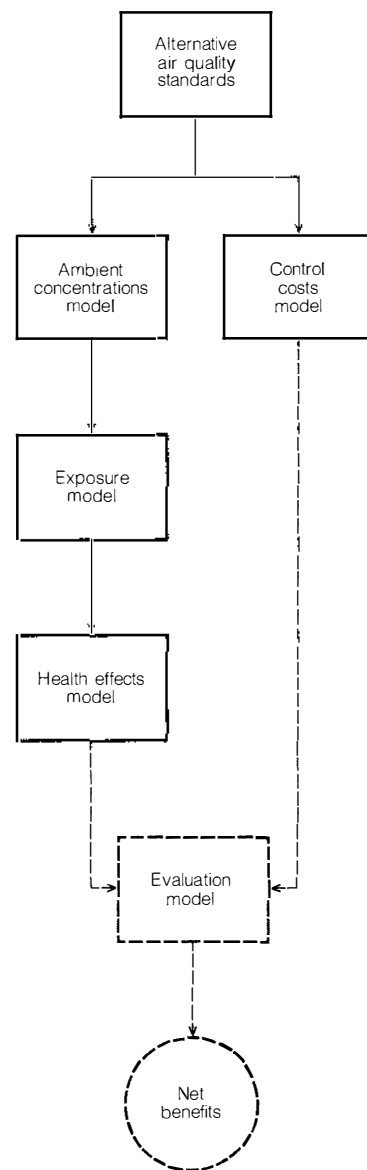 Alternative
air quality
standards
Ambient
concentrations
model
Control
costs
model
Exposure
model
Health effects
model
Evaluation
model
Net
benefits